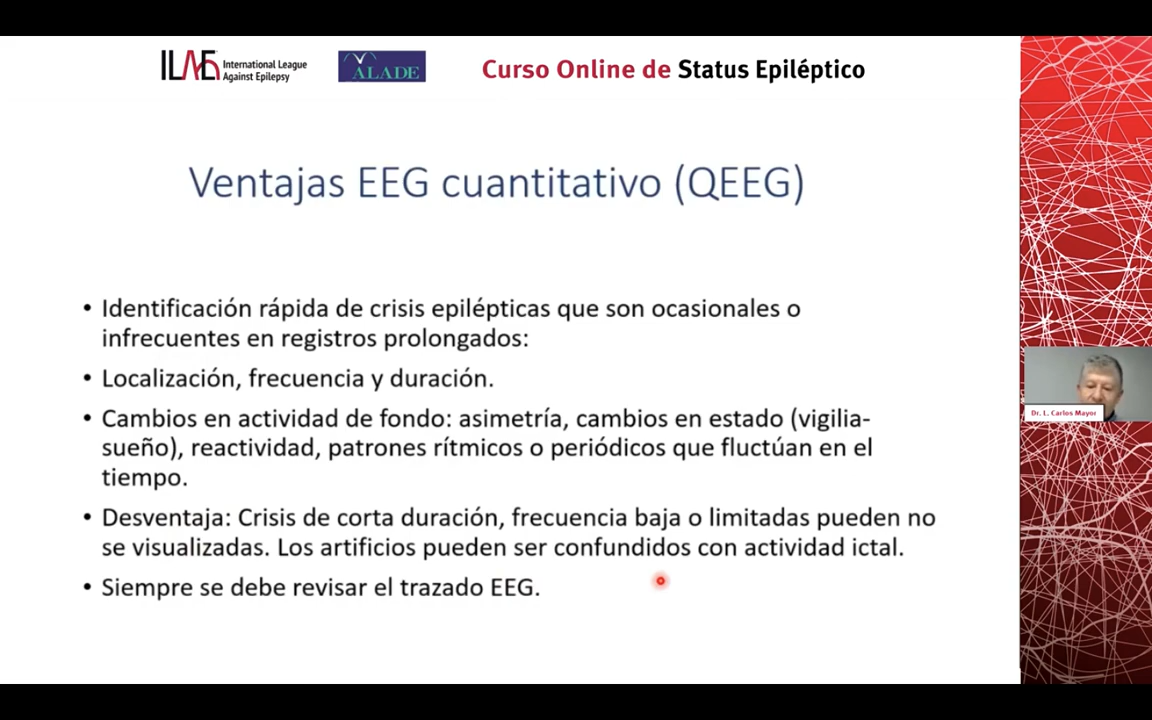 ILAE International League
Against Epilepsy
ALADE
Curso Online de Status Epiléptico
Ventajas EEG cuantitativo (QEEG)
• Identificación rápida de crisis epilépticas que son ocasionales o
infrecuentes en registros prolongados:
• Localización, frecuencia y duración.
• Cambios en actividad de fondo: asimetría, cambios en estado (vigilia-
sueño), reactividad, patrones rítmicos o periódicos que fluctúan en el
tiempo.
• Desventaja: Crisis de corta duración, frecuencia baja o limitadas pueden no
se visualizadas. Los artificios pueden ser confundidos con actividad ictal.
• Siempre se debe revisar el trazado EEG.
Dr. L. Carlos Mayor